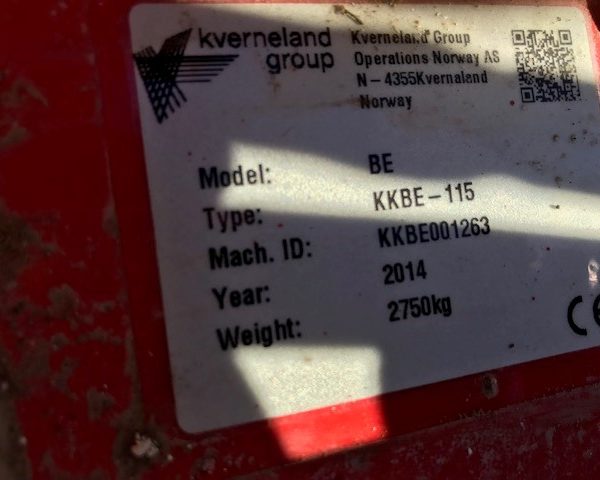 kverneland
group
Kverneland Group
Operations Norway AS
N-4355Kvernaland
Norway
Model: BE
Type: KKBE-115
Mach. ID: KKBE001263
Year: 2014
Weight: 2750kg
CE